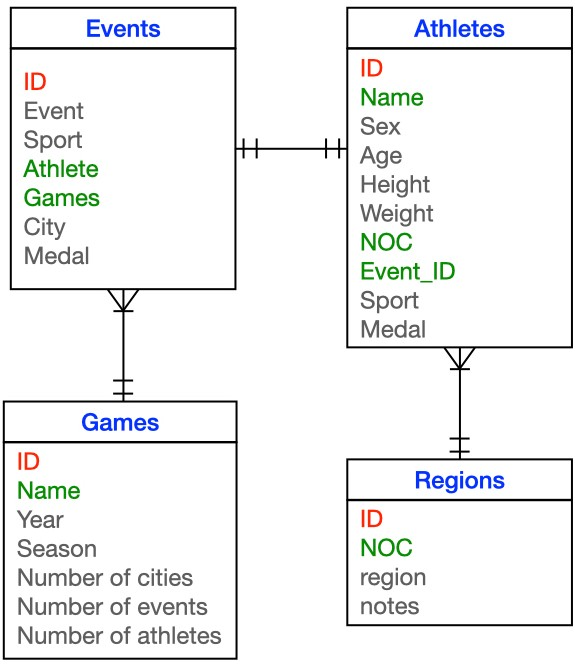 Events
ID
Event
Sport
Athlete
Games
City
Medal
Athletes
ID
Name
Sex
Age
Height
Weight
NOC
Event_ID
Sport
Medal
Games
ID
Name
Year
Season
Number of cities
Number of events
Number of athletes
Regions
ID
NOC
region
notes